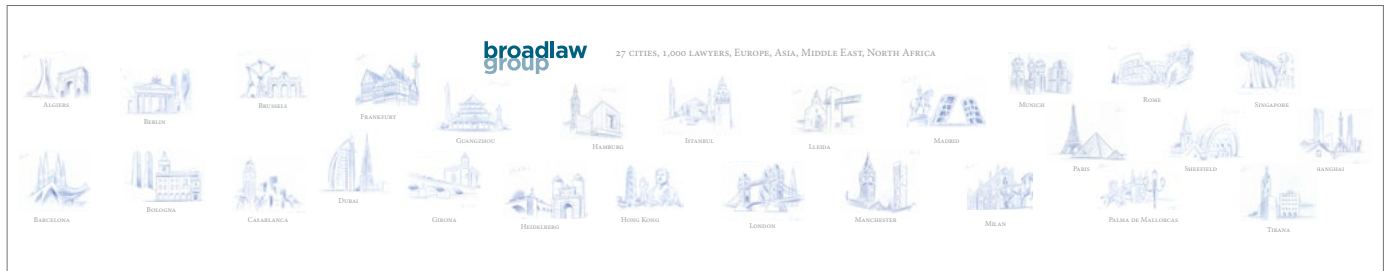 broadlaw
group
27 CITIES, 1,000 LAWYERS, EUROPE, ASIA, MIDDLE EAST, NORTH AFRICA
ALGIERS
BERLIN
BRUSSELS
FRANKFURT
GUANGZHOU
HAMBURG
ISTANBUL
LLEIDA
MADRID
MUNICH
ROME
SINGAPORE
PARIS
SHEFFIELD
HANGHAI
BARCELONA
BOLOGNA
CASABLANCA
DUBAI
GIRONA
HEIDELBERG
HONG KONG
LONDON
MANCHESTER
MILAN
PALMA DE MALLORCAS
TIRANA